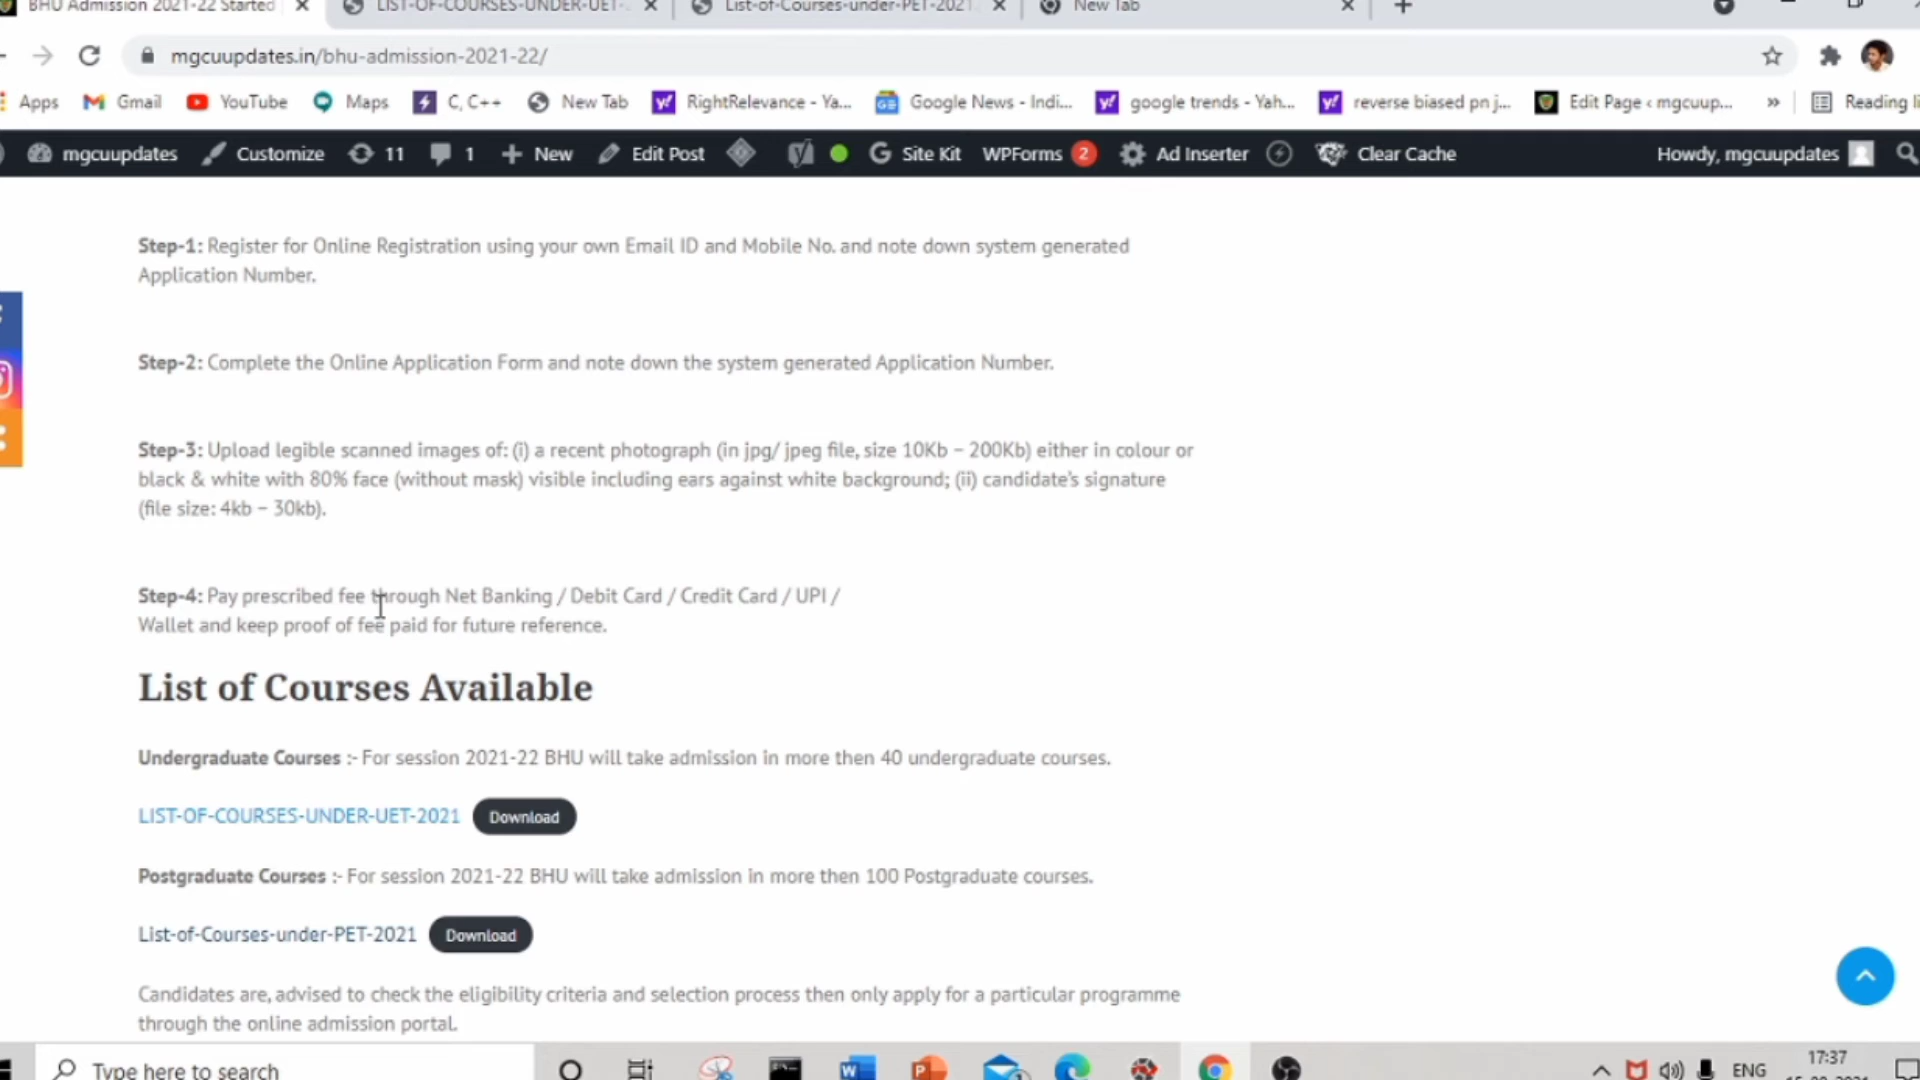 BHU Admission 2021-22 Started
LIST-OF-COURSES-UNDER-UET-2
List-of-Courses-under-PET-2021
New Tab
mgcuupdates.in/bhu-admission-2021-22/
Apps
Gmail
YouTube
Maps
C, C++
New Tab
RightRelevance - Ya...
Google News - Indi...
google trends - Yah...
reverse biased pn j...
Edit Page ‹ mgcuup...
»
Reading li
mgcuupdates
Customize
11
1
New
Edit Post
Site Kit
WPForms 2
Ad Inserter
Clear Cache
Howdy, mgcuupdates
Step-1: Register for Online Registration using your own Email ID and Mobile No. and note down system generated
Application Number.
Step-2: Complete the Online Application Form and note down the system generated Application Number.
Step-3: Upload legible scanned images of: (i) a recent photograph (in jpg/ jpeg file, size 10Kb – 200Kb) either in colour or
black & white with 80% face (without mask) visible including ears against white background; (ii) candidate's signature
(file size: 4kb – 30kb).
Step-4: Pay prescribed fee through Net Banking / Debit Card / Credit Card / UPI /
Wallet and keep proof of fee paid for future reference.
List of Courses Available
Undergraduate Courses :- For session 2021-22 BHU will take admission in more then 40 undergraduate courses.
LIST-OF-COURSES-UNDER-UET-2021 Download
Postgraduate Courses :- For session 2021-22 BHU will take admission in more then 100 Postgraduate courses.
List-of-Courses-under-PET-2021 Download
Candidates are, advised to check the eligibility criteria and selection process then only apply for a particular programme
through the online admission portal.
Type here to search
ENG
17:37